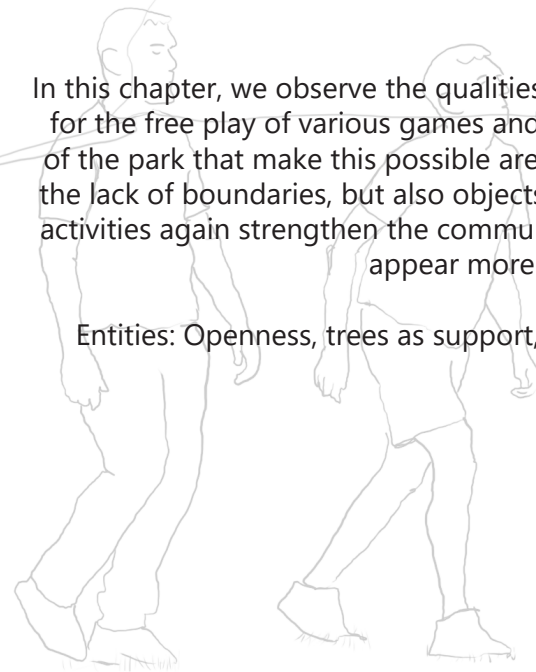 In this chapter, we observe the qualities
for the free play of various games and
of the park that make this possible are
the lack of boundaries, but also objects
activities again strengthen the commu
appear more
Entities: Openness, trees as support,